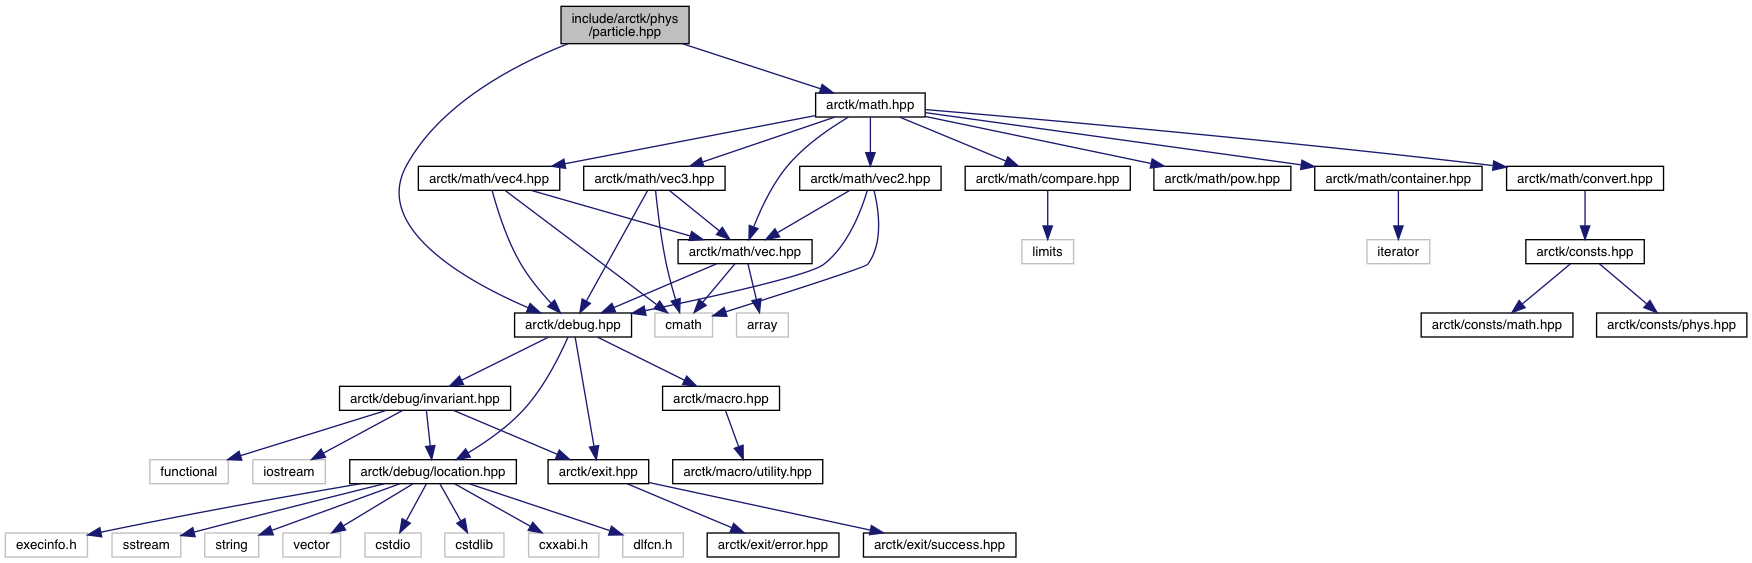 include/arctk/phys
/particle.hpp
arctk/math.hpp
arctk/math/vec4.hpp
arctk/math/vec3.hpp
arctk/math/vec2.hpp
arctk/math/compare.hpp
arctk/math/pow.hpp
arctk/math/container.hpp
arctk/math/convert.hpp
arctk/math/vec.hpp
limits
iterator
arctk/consts.hpp
arctk/debug.hpp
cmath
array
arctk/consts/math.hpp
arctk/consts/phys.hpp
arctk/debug/invariant.hpp
arctk/macro.hpp
functional
iostream
arctk/debug/location.hpp
arctk/exit.hpp
arctk/macro/utility.hpp
execinfo.h
sstream
string
vector
cstdio
cstdlib
cxxabi.h
dlfcn.h
arctk/exit/error.hpp
arctk/exit/success.hpp